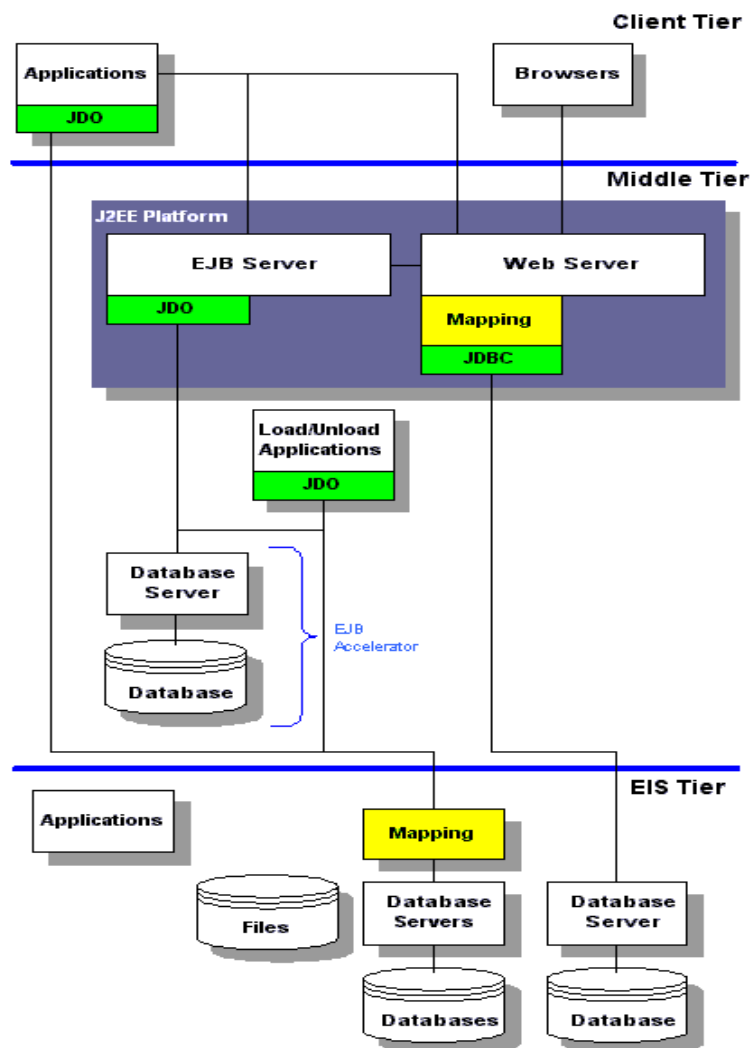 Client Tier
Applications
JDO
Browsers
Middle Tier
J2EE Platform
EJB Server
Web Server
JDO
Mapping
JDBC
Load/Unload
Applications
JDO
Database
Server
EJB
Accelerator
Database
EIS Tier
Applications
Mapping
Files
Database
Servers
Database
Server
Databases
Database